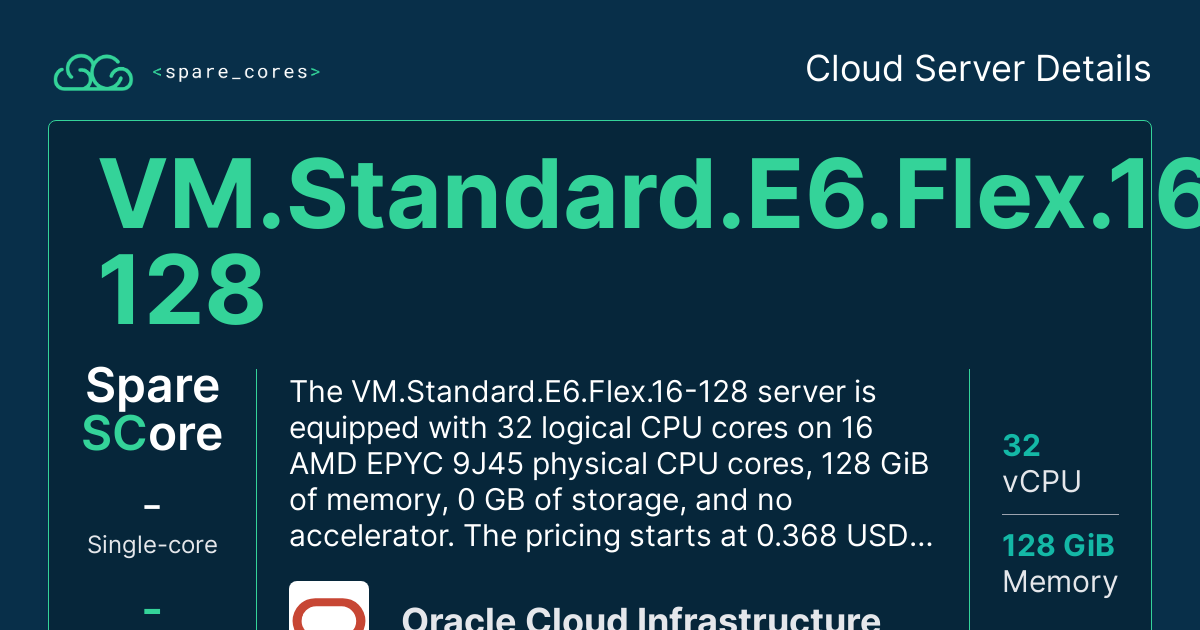 <spare_cores>
Cloud Server Details
VM.Standard.E6.Flex.16
128
Spare
SCore
-
Single-core
-
The VM.Standard.E6.Flex.16-128 server is
equipped with 32 logical CPU cores on 16
AMD EPYC 9J45 physical CPU cores, 128 GiB
of memory, 0 GB of storage, and no
accelerator. The pricing starts at 0.368 USD...
Oracle Cloud Infrastructure
32
vCPU
128 GiB
Memory